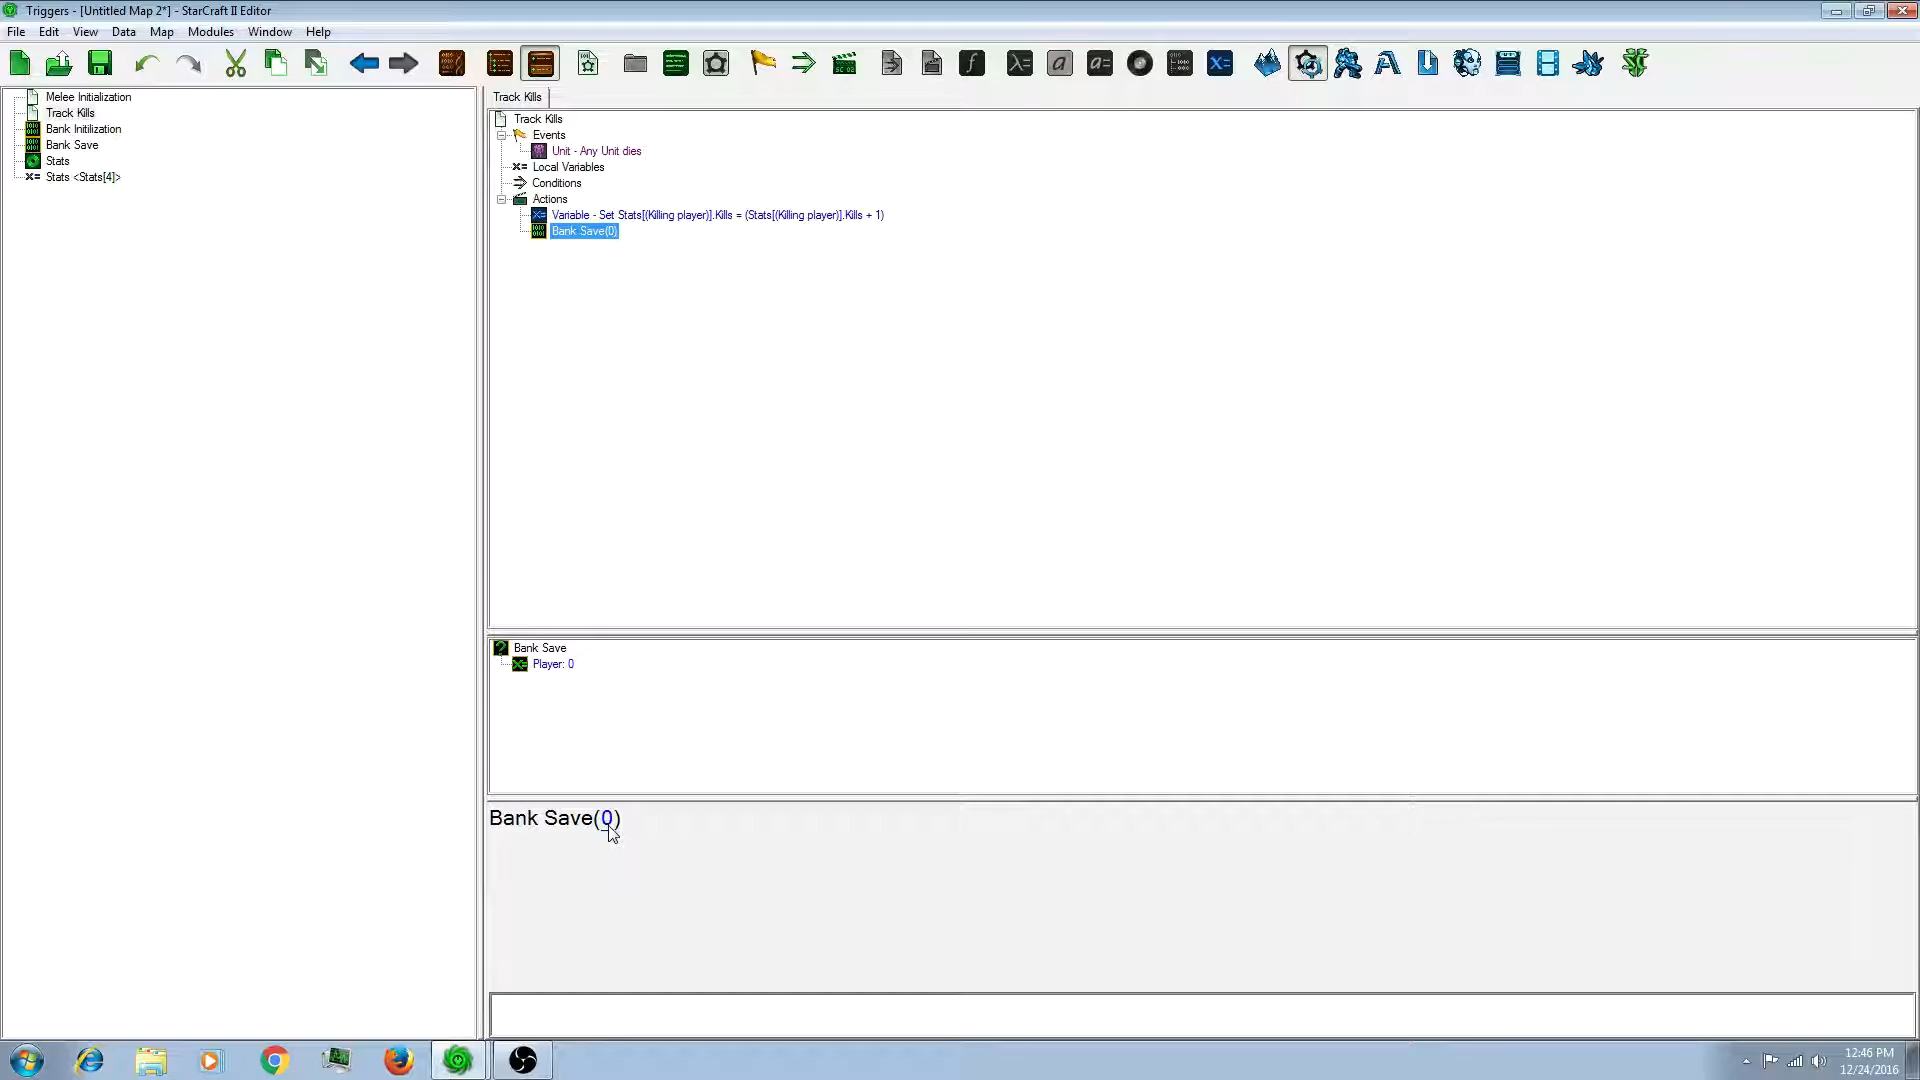 Triggers - [Untitled Map 2*] - StarCraft II Editor
File Edit View Data Map Modules Window Help
Melee Initialization
Track Kills
Bank Initilization
Bank Save
Stats
Stats <Stats[4]>
Track Kills
Track Kills
Events
Unit - Any Unit dies
Local Variables
Conditions
Actions
Variable - Set Stats[(Killing player)].Kills = (Stats[(Killing player)].Kills + 1)
Bank Save(0)
Bank Save
Player: 0
Bank Save(0)
12:46 PM
12/24/2016